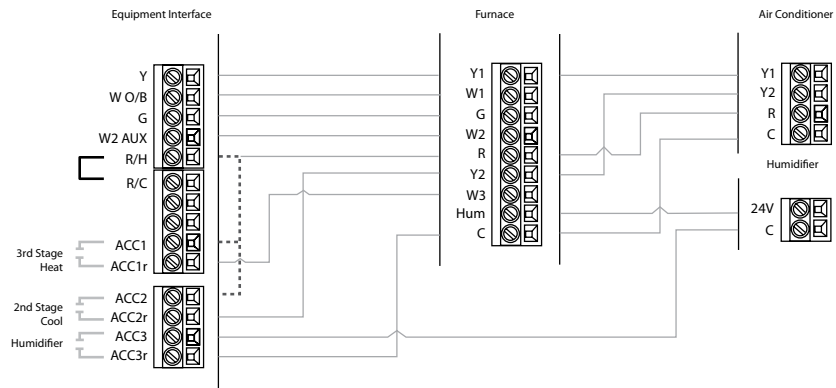 Equipment Interface
Furnace
Air Conditioner
Y
W O/B
G
W2 AUX
R/H
R/C
ACC1
ACC1r
ACC2
ACC2r
ACC3
ACC3r
3rd Stage
Heat
2nd Stage
Cool
Humidifier
Y1
W1
G
W2
R
Y2
W3
Hum
C
Y1
Y2
R
C
Humidifier
24V
C